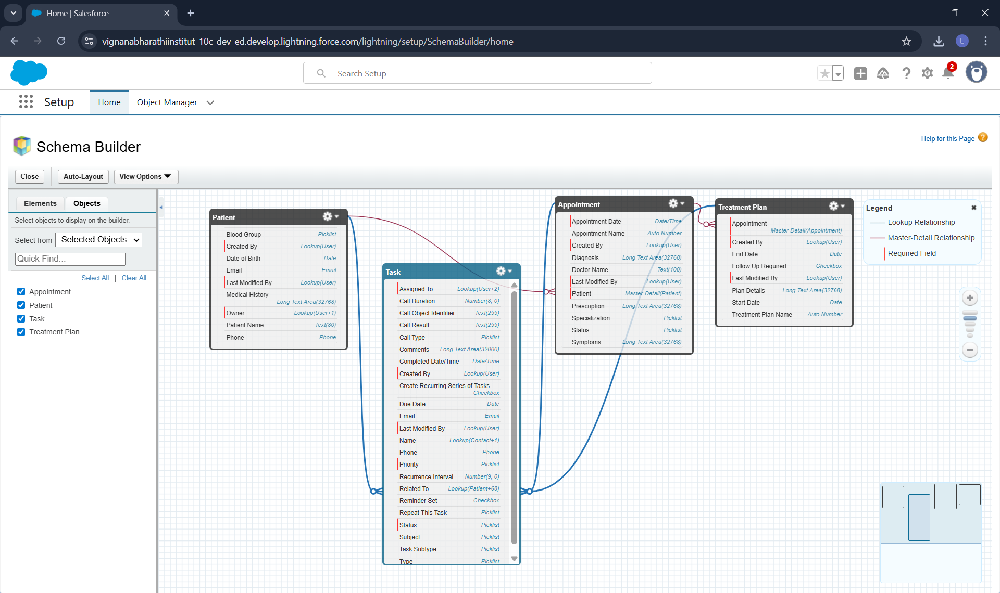 Home | Salesforce
vignanabharathiinstitut-10c-dev-ed.develop.lightning.force.com/lightning/setup/SchemaBuilder/home
L
Search Setup
2
Setup
Home
Object Manager
Schema Builder
Help for this Page ?
Close
Auto-Layout
View Options
Elements
Objects
Select objects to display on the builder.
Select from Selected Objects
Quick Find...
Select All | Clear All
Appointment
Patient
Task
Treatment Plan
Patient
Blood Group Picklist
Created By Lookup(User)
Date of Birth Date
Email Email
Last Modified By Lookup(User)
Medical History
Long Text Area(32768)
Owner Lookup(User+1)
Patient Name Text(80)
Phone Phone
Task
Assigned To Lookup(User+2)
Call Duration Number(8, 0)
Call Object Identifier Text(255)
Call Result Text(255)
Call Type Picklist
Comments Long Text Area(32000)
Completed Date/Time Date/Time
Created By Lookup(User)
Create Recurring Series of Tasks
Checkbox
Due Date Date
Email Email
Last Modified By Lookup(User)
Name Lookup(Contact+1)
Phone Phone
Priority Picklist
Recurrence Interval Number(9, 0)
Related To Lookup(Patient+68)
Reminder Set Checkbox
Repeat This Task Picklist
Status Picklist
Subject Picklist
Task Subtype Picklist
Type Picklist
Appointment
Appointment Date Date/Time
Appointment Name Auto Number
Created By Lookup(User)
Diagnosis Long Text Area(32768)
Doctor Name Text(100)
Last Modified By Lookup(User)
Patient Master-Detail(Patient)
Prescription Long Text Area(32768)
Specialization Picklist
Status Picklist
Symptoms Long Text Area(32768)
Treatment Plan
Appointment
Master-Detail(Appointment)
Created By Lookup(User)
End Date Date
Follow Up Required Checkbox
Last Modified By Lookup(User)
Plan Details Long Text Area(32768)
Start Date Date
Treatment Plan Name Auto Number
Legend
Lookup Relationship
Master-Detail Relationship
Required Field